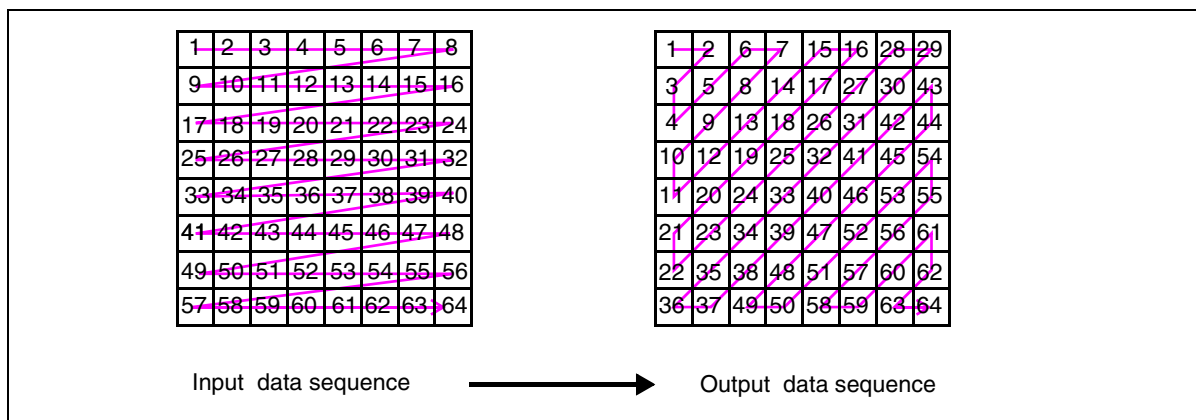 1 2 3 4 5 6 7 8
9 10 11 12 13 14 15 16
17 18 19 20 21 22 23 24
25 26 27 28 29 30 31 32
33 34 35 36 37 38 39 40
41 42 43 44 45 46 47 48
49 50 51 52 53 54 55 56
57 58 59 60 61 62 63 64
1 2 6 7 15 16 28 29
3 5 8 14 17 27 30 43
4 9 13 18 26 31 42 44
10 12 19 25 32 41 45 54
11 20 24 33 40 46 53 55
21 23 34 39 47 52 56 61
22 35 38 48 51 57 60 62
36 37 49 50 58 59 63 64
Input data sequence
Output data sequence